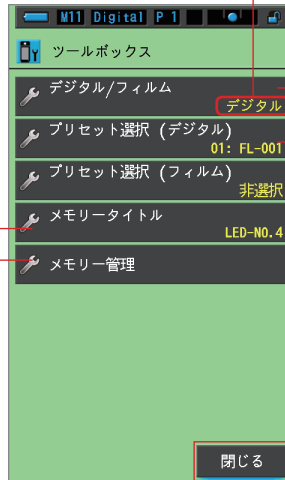 M11 Digital P 1
ツールボックス
デジタル/フィルム
デジタル
プリセット選択 (デジタル)
01: FL-001
プリセット選択 (フィルム)
非選択
メモリータイトル
LED-NO.4
メモリー管理
閉じる